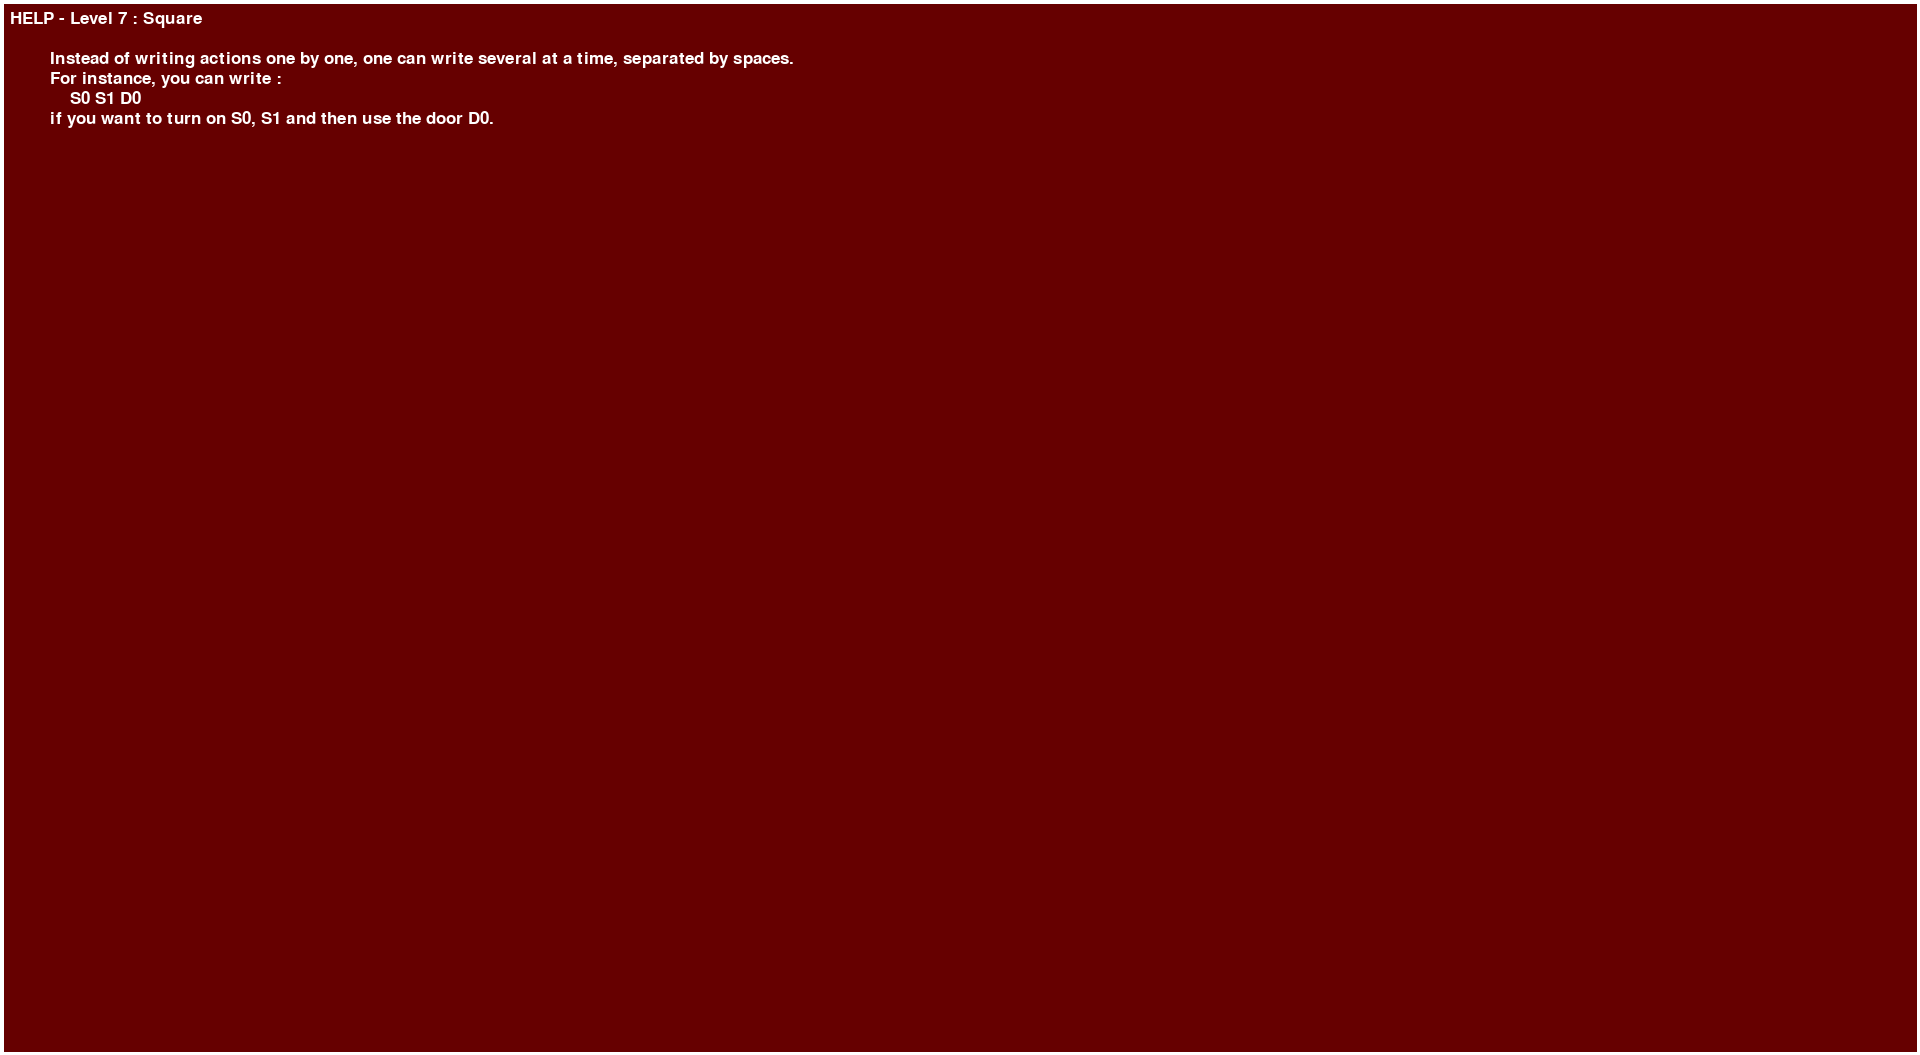 HELP - Level 7 : Square
Instead of writing actions one by one, one can write several at a time, separated by spaces.
For instance, you can write :
S0 S1 D0
if you want to turn on S0, S1 and then use the door D0.